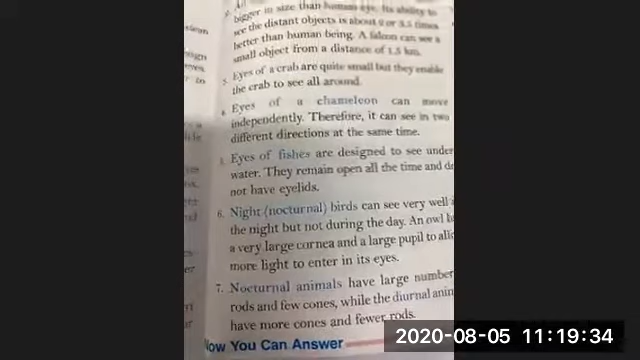 bigger in size than human eye. Its ability to
see the distant objects is about 2 or 3.5 times
better than human being. A falcon can see a
small object from a distance of 1.5 km.
Eyes of a crab are quite small but they enable
the crab to see all around.
Eyes of a chameleon can move
independently. Therefore, it can see in two
different directions at the same time.
Eyes of fishes are designed to see under
water. They remain open all the time and
not have eyelids.
6. Night (nocturnal) birds can see very well
the night but not during the day. An owl
a very large cornea and a large pupil to
more light to enter in its eyes.
7. Nocturnal animals have large number
rods and few cones, while the diurnal
have more cones and fewer rods.
You Can Answer
2020-08-05 11:19:34